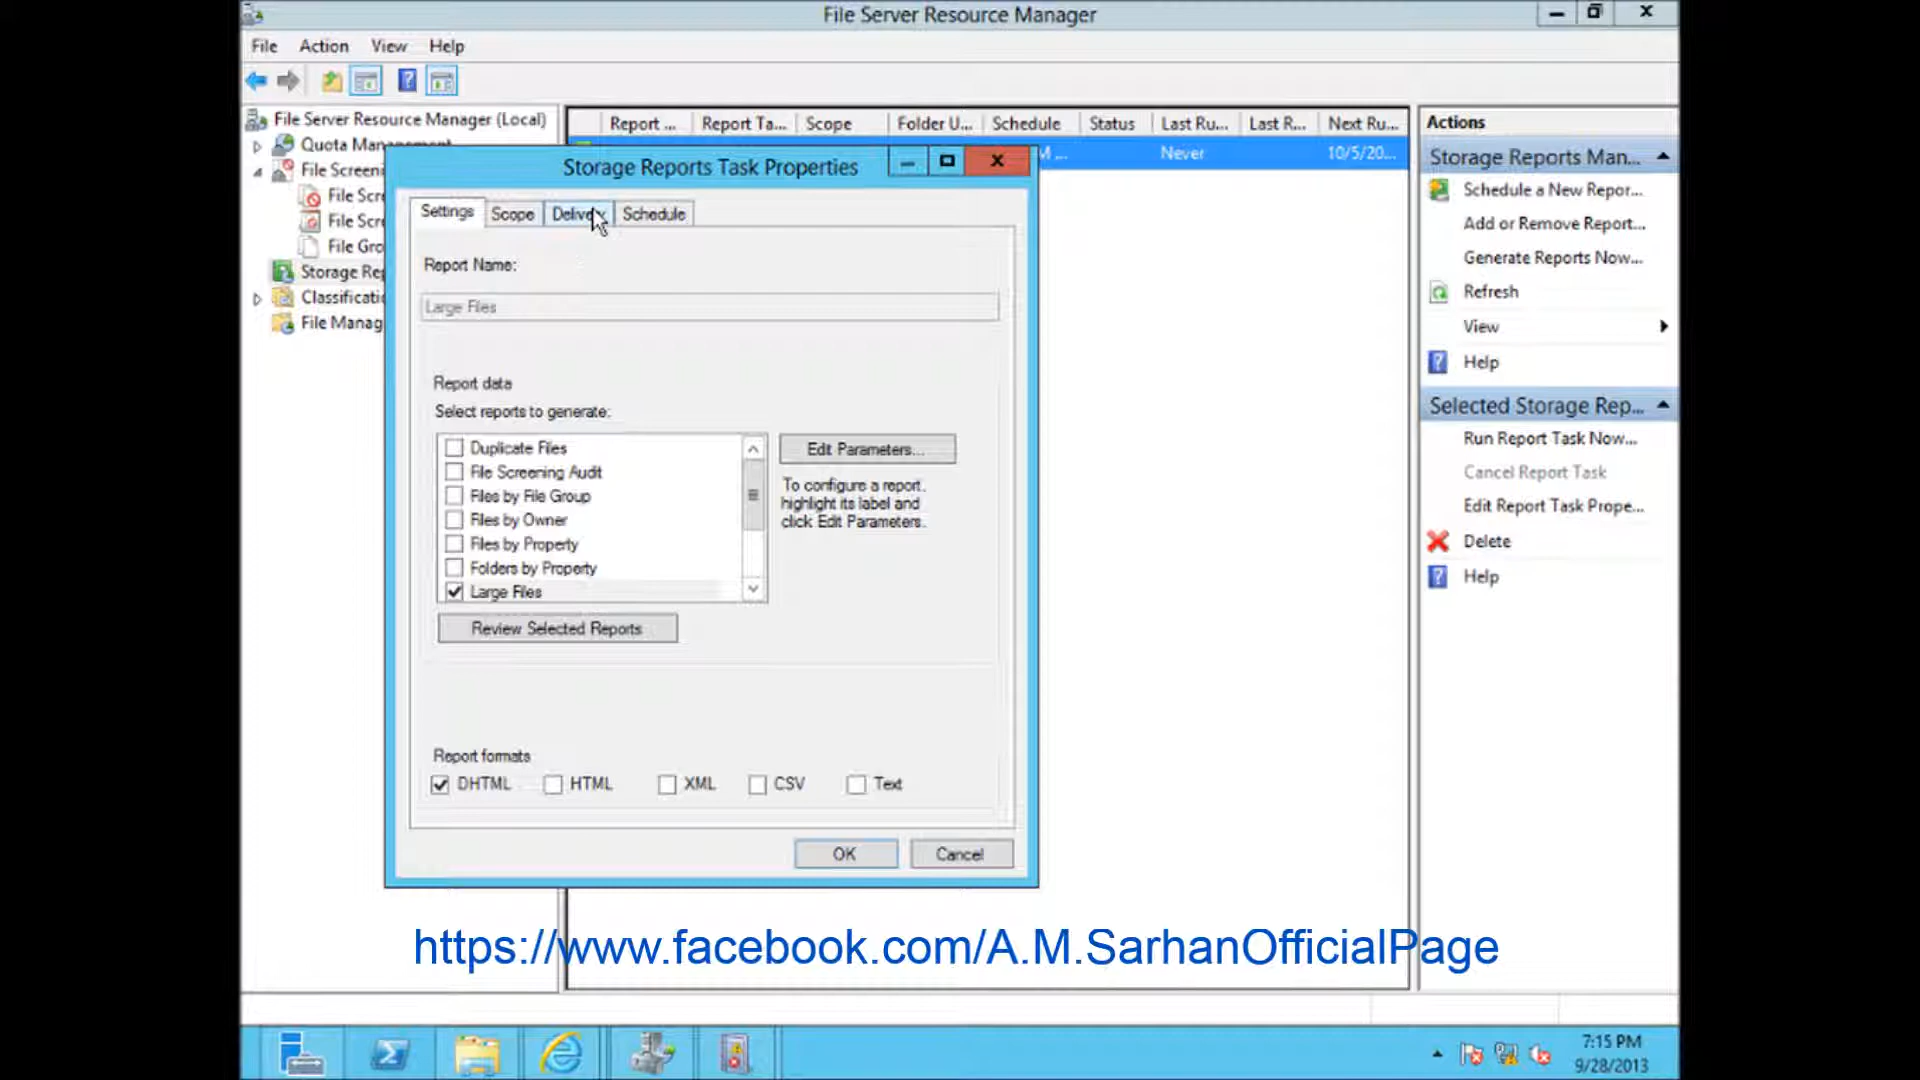 File Server Resource Manager
File Action View Help
File Server Resource Manager (Local)
Quota Management
File Screeni
File Scre
File Scre
File Gro
Storage Rep
Classificatio
File Manag
Report ... Report Ta... Scope Folder U... Schedule Status Last Ru... Last R... Next Ru...
M ... Never 10/5/20...
Storage Reports Task Properties
Settings Scope Delivery Schedule
Report Name:
Large Files
Report data
Select reports to generate:
Duplicate Files
File Screening Audit
Files by File Group
Files by Owner
Files by Property
Folders by Property
Large Files
Edit Parameters...
To configure a report,
highlight its label and
click Edit Parameters.
Review Selected Reports
Report formats
DHTML HTML XML CSV Text
OK Cancel
Actions
Storage Reports Man...
Schedule a New Repor...
Add or Remove Report...
Generate Reports Now...
Refresh
View
Help
Selected Storage Rep...
Run Report Task Now...
Cancel Report Task
Edit Report Task Prope...
Delete
Help
https://www.facebook.com/A.M.SarhanOfficialPage
7:15 PM
9/28/2013